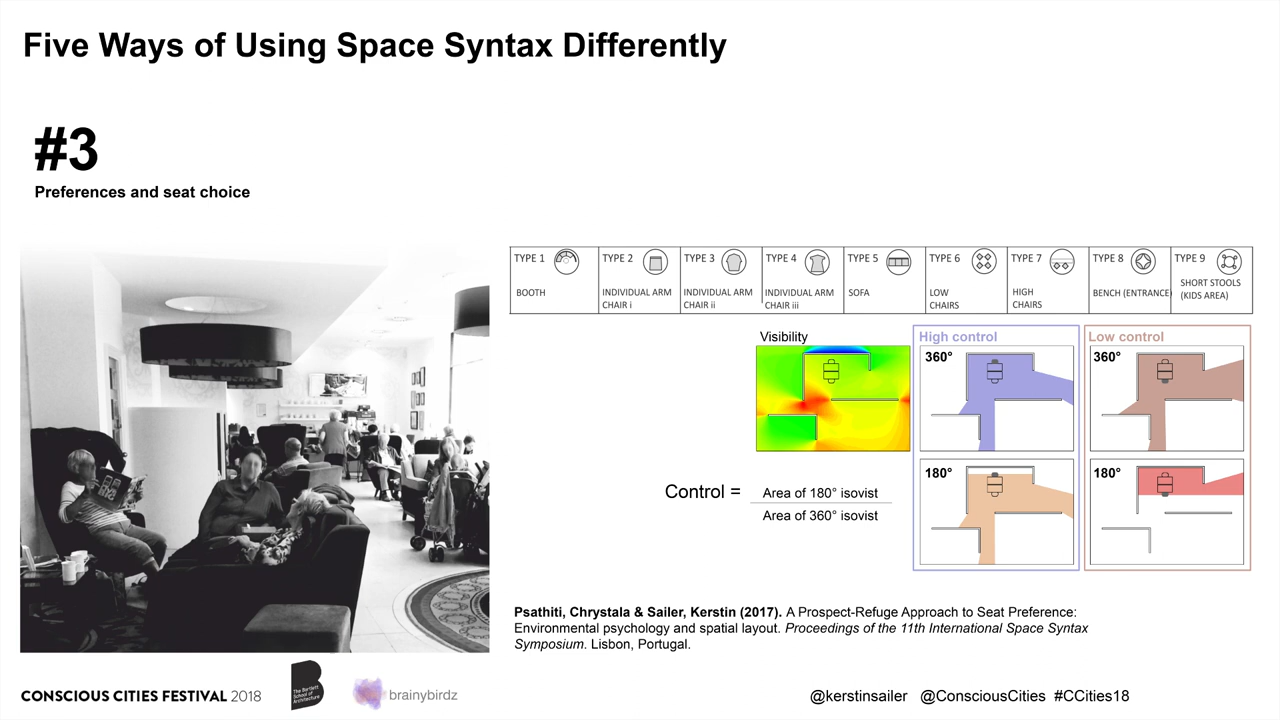 Five Ways of Using Space Syntax Differently
#3
Preferences and seat choice
TYPE 1
TYPE 2
TYPE 3
TYPE 4
TYPE 5
TYPE 6
TYPE 7
TYPE 8
TYPE 9
BOOTH
INDIVIDUAL ARM
CHAIR i
INDIVIDUAL ARM
CHAIR ii
INDIVIDUAL ARM
CHAIR iii
SOFA
LOW
CHAIRS
HIGH
CHAIRS
BENCH (ENTRANCE)
SHORT STOOLS
(KIDS AREA)
Visibility
High control
Low control
360°
360°
180°
180°
Control =
Area of 180° isovist
Area of 360° isovist
Psathiti, Chrystala & Sailer, Kerstin (2017). A Prospect-Refuge Approach to Seat Preference:
Environmental psychology and spatial layout. Proceedings of the 11th International Space Syntax
Symposium. Lisbon, Portugal.
CONSCIOUS CITIES FESTIVAL 2018
The Bartlett
School of
Architecture
brainybirdz
@kerstinsailer @ConsciousCities #CCities18